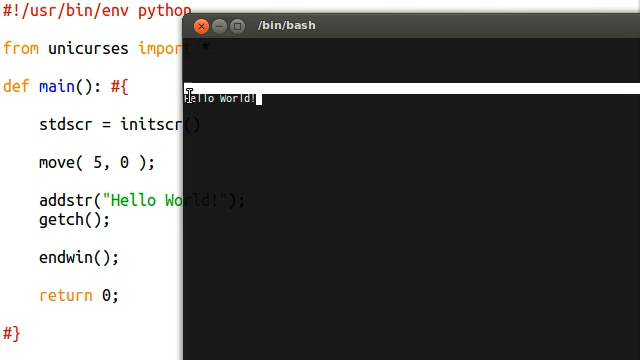 #!/usr/bin/env python
/bin/bash
from unicurses import *
def main(): #{
Hello World!
stdscr = initscr()
move( 5, 0 );
addstr("Hello World!");
getch();
endwin();
return 0;
#}